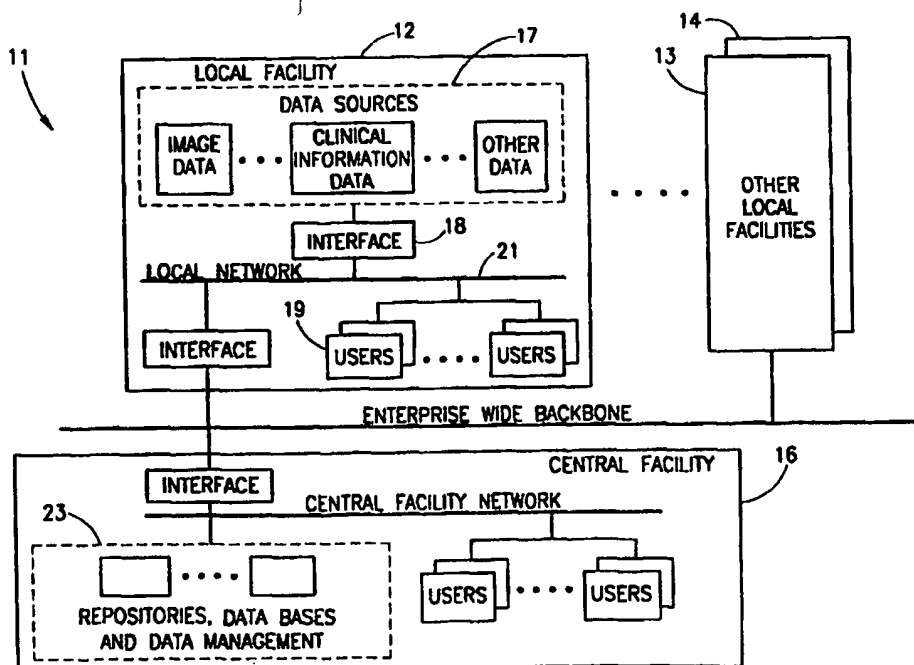 11
12
17
14
13
LOCAL FACILITY
DATA SOURCES
IMAGE
DATA
CLINICAL
INFORMATION
DATA
OTHER
DATA
INTERFACE
18
LOCAL NETWORK
21
INTERFACE
19
USERS
USERS
OTHER
LOCAL
FACILITIES
ENTERPRISE WIDE BACKBONE
CENTRAL FACILITY
16
INTERFACE
CENTRAL FACILITY NETWORK
23
REPOSITORIES, DATA BASES
AND DATA MANAGEMENT
USERS
USERS